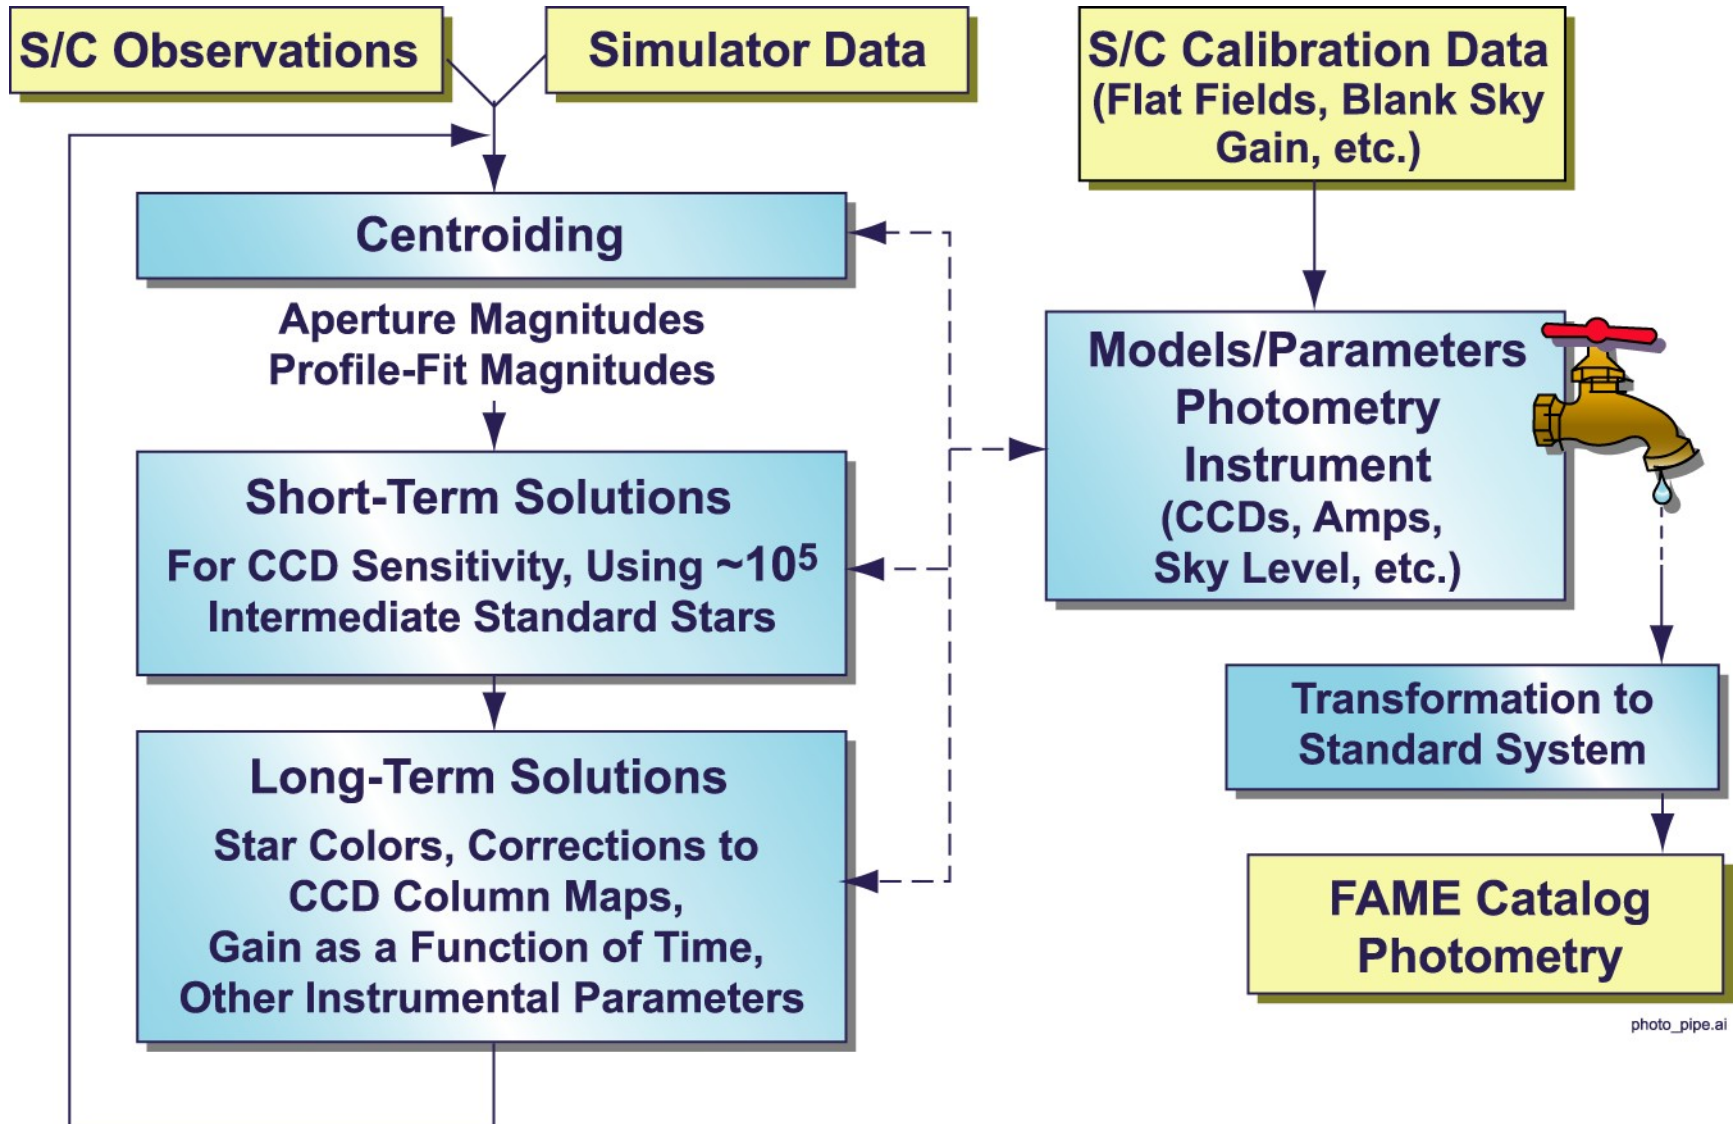 S/C Observations
Simulator Data
S/C Calibration Data
(Flat Fields, Blank Sky
Gain, etc.)
Centroiding
Aperture Magnitudes
Profile-Fit Magnitudes
Short-Term Solutions
For CCD Sensitivity, Using ~10⁵
Intermediate Standard Stars
Long-Term Solutions
Star Colors, Corrections to
CCD Column Maps,
Gain as a Function of Time,
Other Instrumental Parameters
Models/Parameters
Photometry
Instrument
(CCDs, Amps,
Sky Level, etc.)
Transformation to
Standard System
FAME Catalog
Photometry
photo_pipe.ai